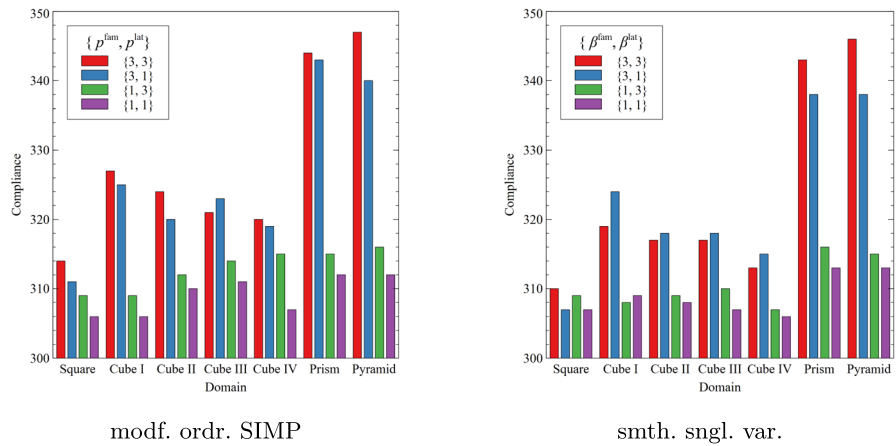 350
340
330
320
310
300
Compliance
{ p^fam, p^lat}
{3, 3}
{3, 1}
{1, 3}
{1, 1}
Square Cube I Cube II Cube III Cube IV Prism Pyramid
Domain
modf. ordr. SIMP
350
340
330
320
310
300
Compliance
{ β^fam, β^lat}
{3, 3}
{3, 1}
{1, 3}
{1, 1}
Square Cube I Cube II Cube III Cube IV Prism Pyramid
Domain
smth. sngl. var.